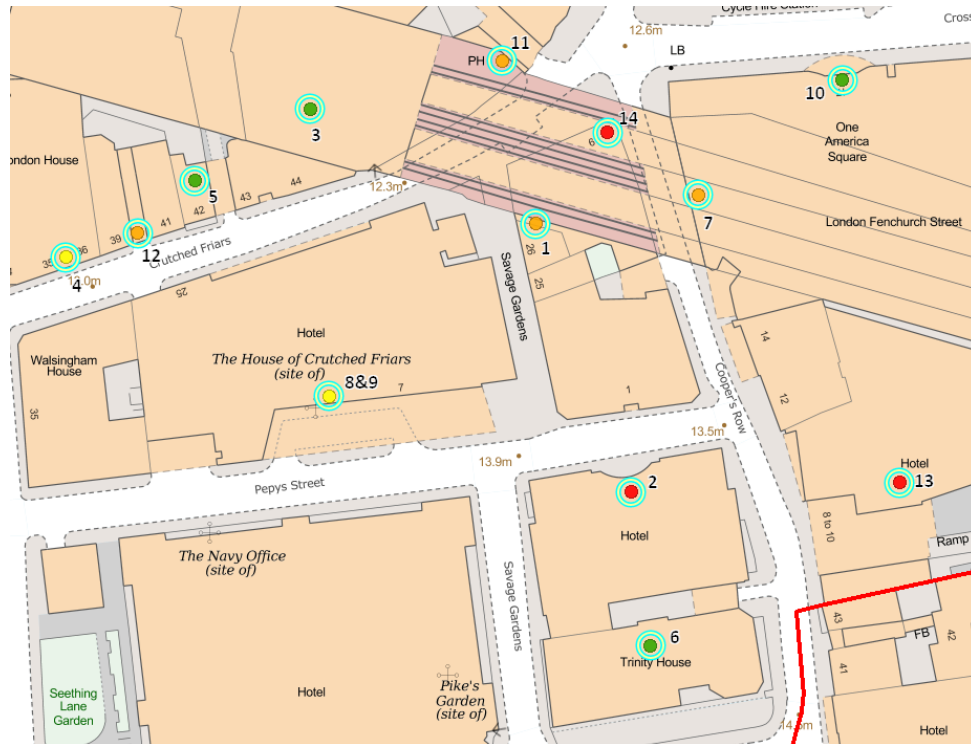 Cycle Hire Station
Cross
12.6m
LB
11
PH
10
3
14
6
One
America
Square
London House
5
44
43
42
41
39
36
35
12.3m
7
London Fenchurch Street
12
Crutched Friars
4
12.0m
1
26
25
Savage Gardens
25
Hotel
The House of Crutched Friars
(site of)
Walsingham
House
8&9
7
35
14
12
Cooper's Row
1
13.5m
13.9m
Pepys Street
2
Hotel
13
Hotel
8 to 10
Ramp
The Navy Office
(site of)
Savage Gardens
6
Trinity House
43
FB
42
41
Seething
Lane
Garden
Hotel
Pike's
Garden
(site of)
Hotel